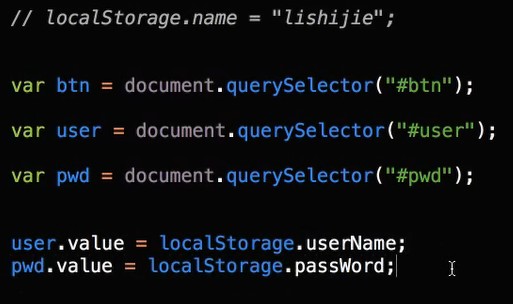 // localStorage.name = "lishijie";
var btn = document.querySelector("#btn");
var user = document.querySelector("#user");
var pwd = document.querySelector("#pwd");
user.value = localStorage.userName;
pwd.value = localStorage.passWord;